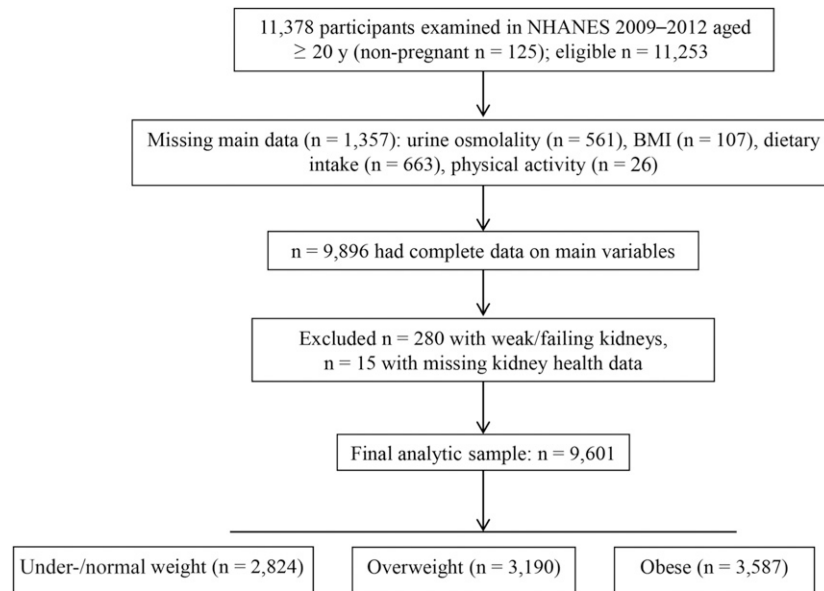 11,378 participants examined in NHANES 2009–2012 aged
≥ 20 y (non-pregnant n = 125); eligible n = 11,253
Missing main data (n = 1,357): urine osmolality (n = 561), BMI (n = 107), dietary
intake (n = 663), physical activity (n = 26)
n = 9,896 had complete data on main variables
Excluded n = 280 with weak/failing kidneys,
n = 15 with missing kidney health data
Final analytic sample: n = 9,601
Under-/normal weight (n = 2,824)
Overweight (n = 3,190)
Obese (n = 3,587)